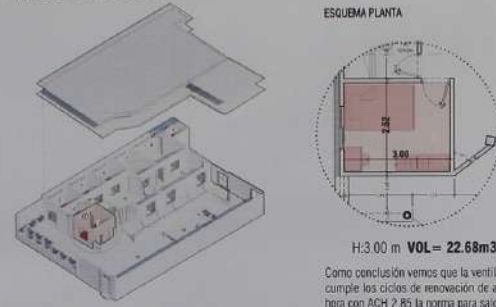 ESQUEMA PLANTA
2.52
3.00
H:3.00 m VOL= 22.68m3
Como conclusión vemos que la ventil
cumple los ciclos de renovación de a
hora con ACH 2.85 la norma para